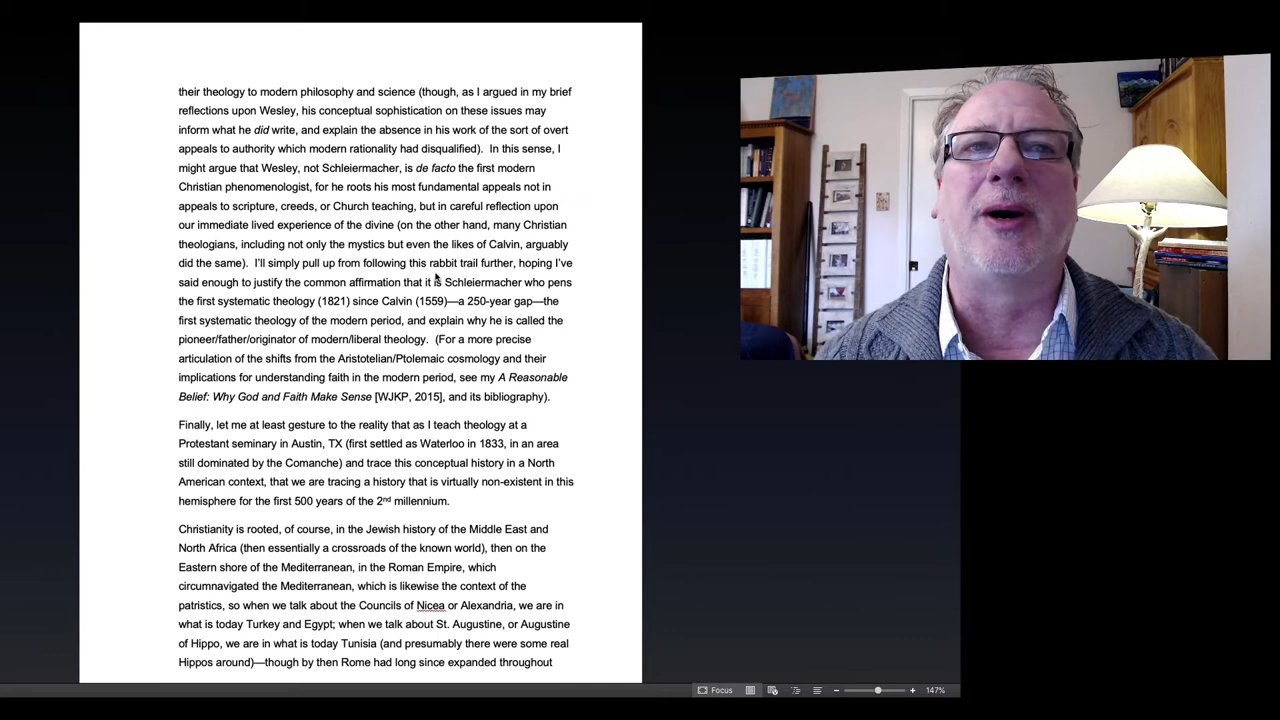 their theology to modern philosophy and science (though, as I argued in my brief
reflections upon Wesley, his conceptual sophistication on these issues may
inform what he did write, and explain the absence in his work of the sort of overt
appeals to authority which modern rationality had disqualified).  In this sense, I
might argue that Wesley, not Schleiermacher, is de facto the first modern
Christian phenomenologist, for he roots his most fundamental appeals not in
appeals to scripture, creeds, or Church teaching, but in careful reflection upon
our immediate lived experience of the divine (on the other hand, many Christian
theologians, including not only the mystics but even the likes of Calvin, arguably
did the same).  I'll simply pull up from following this rabbit trail further, hoping I've
said enough to justify the common affirmation that it is Schleiermacher who pens
the first systematic theology (1821) since Calvin (1559)—a 250-year gap—the
first systematic theology of the modern period, and explain why he is called the
pioneer/father/originator of modern/liberal theology.  (For a more precise
articulation of the shifts from the Aristotelian/Ptolemaic cosmology and their
implications for understanding faith in the modern period, see my A Reasonable
Belief: Why God and Faith Make Sense [WJKP, 2015], and its bibliography).
Finally, let me at least gesture to the reality that as I teach theology at a
Protestant seminary in Austin, TX (first settled as Waterloo in 1833, in an area
still dominated by the Comanche) and trace this conceptual history in a North
American context, that we are tracing a history that is virtually non-existent in this
hemisphere for the first 500 years of the 2nd millennium.
Christianity is rooted, of course, in the Jewish history of the Middle East and
North Africa (then essentially a crossroads of the known world), then on the
Eastern shore of the Mediterranean, in the Roman Empire, which
circumnavigated the Mediterranean, which is likewise the context of the
patristics, so when we talk about the Councils of Nicea or Alexandria, we are in
what is today Turkey and Egypt; when we talk about St. Augustine, or Augustine
of Hippo, we are in what is today Tunisia (and presumably there were some real
Hippos around)—though by then Rome had long since expanded throughout
Focus
147%